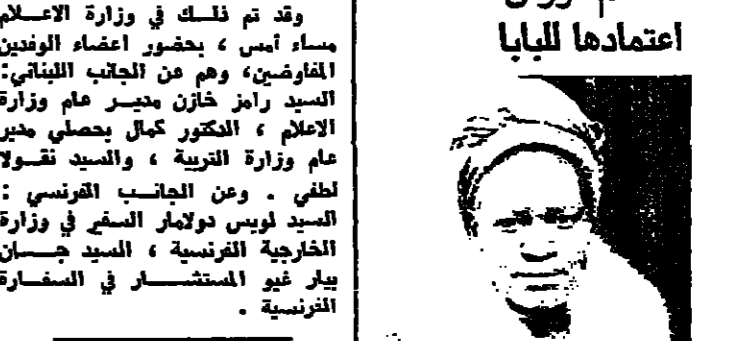 اعتمادها للبابا
وقد تم ذلك في وزارة الاعلام
مساء أمس ، بحضور اعضاء الوفدين
المفاوضين، وهم عن الجانب اللبناني:
السيد رامز خازن مدير عام وزارة
الاعلام ، الدكتور كمال بحصلي مدير
عام وزارة التربية ، والسيد نقولا
لطفي . وعن الجانب الفرنسي :
السيد لويس دولامار السفير في وزارة
الخارجية الفرنسية ، السيد جان
بيار غيو المستشار في السفارة
الفرنسية .